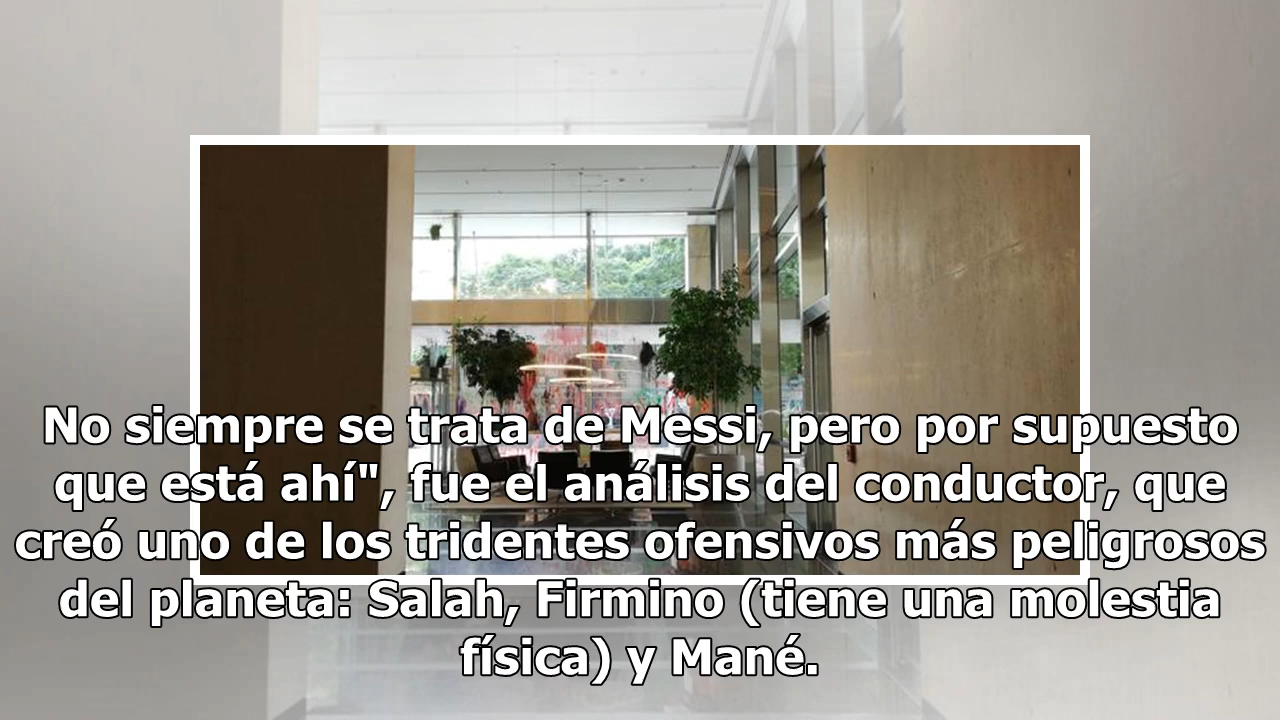 No siempre se trata de Messi, pero por supuesto
que está ahí", fue el análisis del conductor, que
creó uno de los tridentes ofensivos más peligrosos
del planeta: Salah, Firmino (tiene una molestia
física) y Mané.